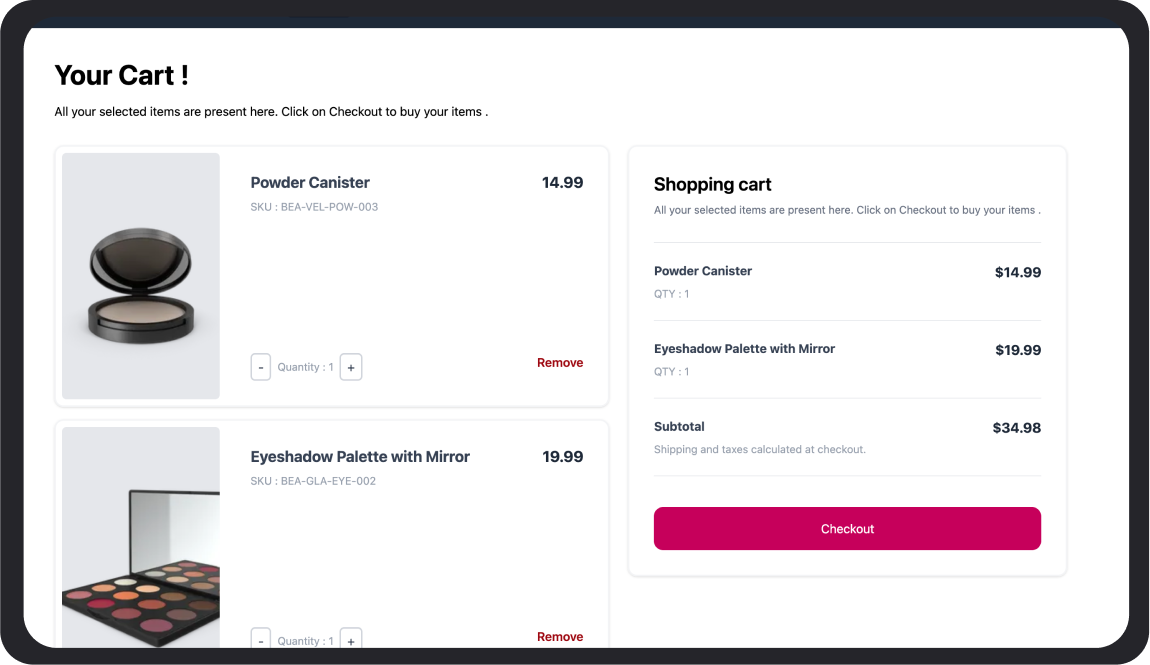 Your Cart !
All your selected items are present here. Click on Checkout to buy your items .
Powder Canister 14.99
SKU : BEA-VEL-POW-003
- Quantity : 1 + Remove
Eyeshadow Palette with Mirror 19.99
SKU : BEA-GLA-EYE-002
- Quantity : 1 + Remove
Shopping cart
All your selected items are present here. Click on Checkout to buy your items .
Powder Canister $14.99
QTY : 1
Eyeshadow Palette with Mirror $19.99
QTY : 1
Subtotal $34.98
Shipping and taxes calculated at checkout.
Checkout